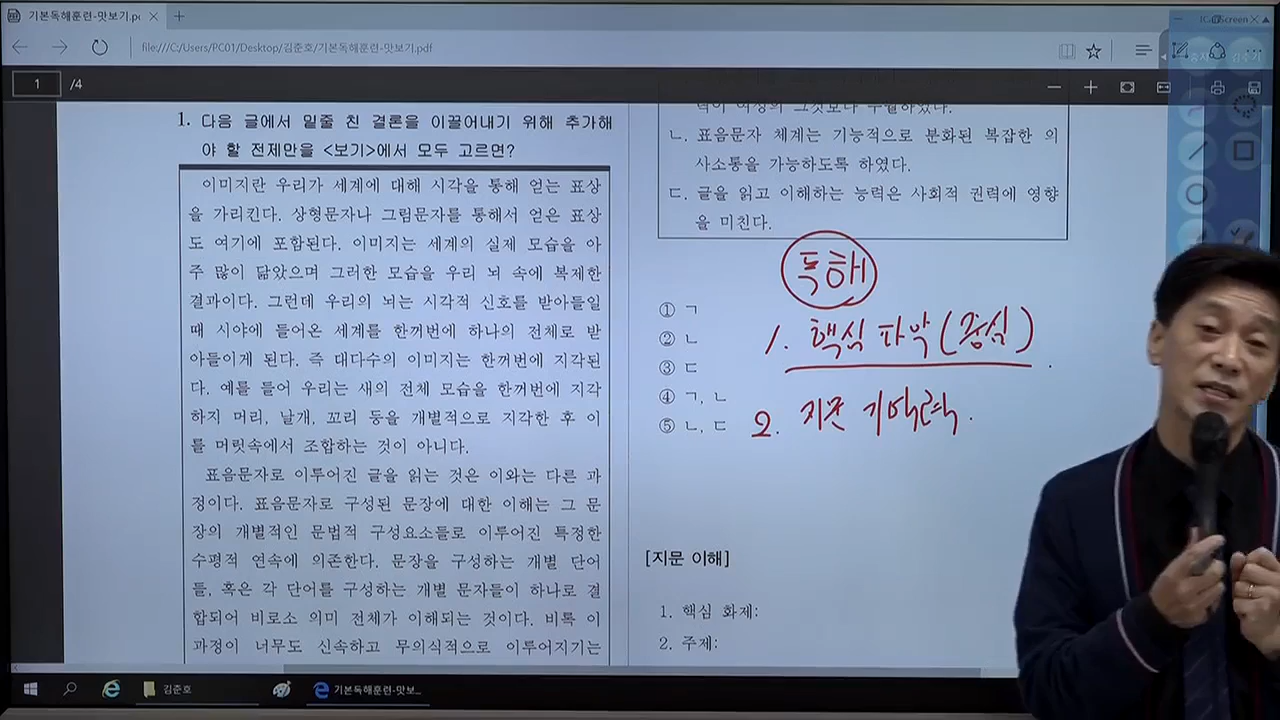 기본독해훈련-맛보기.pd
file:///C:/Users/PC01/Desktop/김준호/기본독해훈련-맛보기.pdf
1 /4
1. 다음 글에서 밑줄 친 결론을 이끌어내기 위해 추가해
야 할 전제만을 <보기>에서 모두 고르면?
이미지란 우리가 세계에 대해 시각을 통해 얻는 표상
을 가리킨다. 상형문자나 그림문자를 통해서 얻은 표상
도 여기에 포함된다. 이미지는 세계의 실제 모습을 아
주 많이 닮았으며 그러한 모습을 우리 뇌 속에 복제한
결과이다. 그런데 우리의 뇌는 시각적 신호를 받아들일
때 시야에 들어온 세계를 한꺼번에 하나의 전체로 받
아들이게 된다. 즉 대다수의 이미지는 한꺼번에 지각된
다. 예를 들어 우리는 새의 전체 모습을 한꺼번에 지각
하지 머리, 날개, 꼬리 등을 개별적으로 지각한 후 이
를 머릿속에서 조합하는 것이 아니다.
표음문자로 이루어진 글을 읽는 것은 이와는 다른 과
정이다. 표음문자로 구성된 문장에 대한 이해는 그 문
장의 개별적인 문법적 구성요소들로 이루어진 특정한
수평적 연속에 의존한다. 문장을 구성하는 개별 단어
들, 혹은 각 단어를 구성하는 개별 문자들이 하나로 결
합되어 비로소 의미 전체가 이해되는 것이다. 비록 이
과정이 너무도 신속하고 무의식적으로 이루어지기는
력이 여성의 그것보다 우월하였다.
ㄴ. 표음문자 체계는 기능적으로 분화된 복잡한 의
사소통을 가능하도록 하였다.
ㄷ. 글을 읽고 이해하는 능력은 사회적 권력에 영향
을 미친다.
독해
① ㄱ
② ㄴ
③ ㄷ
④ ㄱ, ㄴ
⑤ ㄴ, ㄷ
1. 핵심 파악(중심)
2. 지문 기억력.
[지문 이해]
1. 핵심 화제:
2. 주제:
김준호
기본독해훈련-맛보...